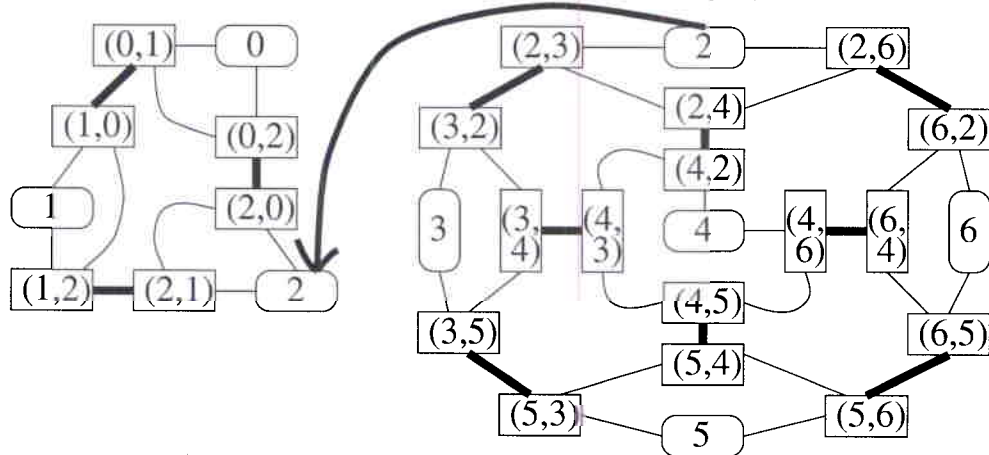 (0,1) 0 (2,3) 2 (2,6)
(1,0) (0,2) (3,2) (2,4) (6,2)
(4,2)
1 (2,0) 3 (3,4) (4,3) 4 (4,6) (6,4) 6
(1,2) (2,1) 2 (3,5) (4,5) (6,5)
(5,4)
(5,3) 5 (5,6)